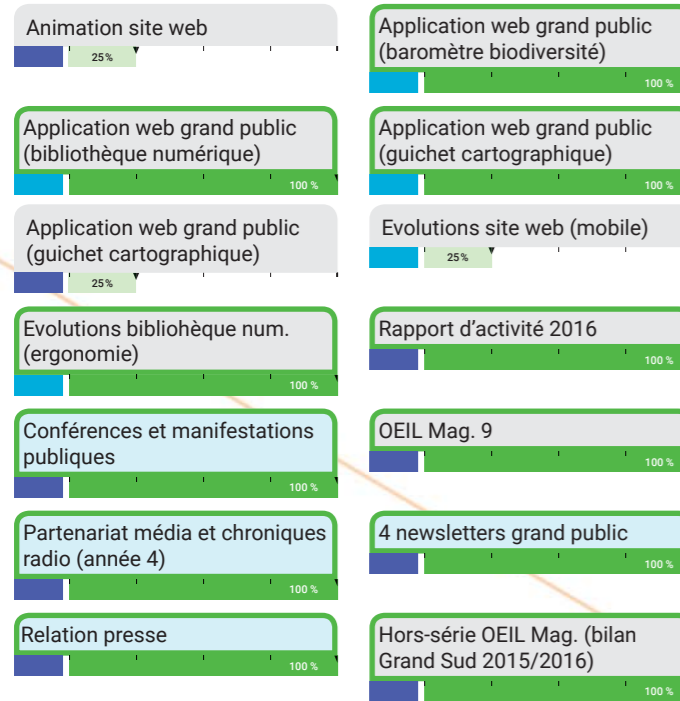 Animation site web
25%
Application web grand public
(baromètre biodiversité)
100 %
Application web grand public
(bibliothèque numérique)
100 %
Application web grand public
(guichet cartographique)
100 %
Application web grand public
(guichet cartographique)
25%
Evolutions site web (mobile)
25%
Evolutions bibliohèque num.
(ergonomie)
100 %
Rapport d’activité 2016
100 %
Conférences et manifestations
publiques
100 %
OEIL Mag. 9
100 %
Partenariat média et chroniques
radio (année 4)
100 %
4 newsletters grand public
100 %
Relation presse
100 %
Hors-série OEIL Mag. (bilan
Grand Sud 2015/2016)
100 %